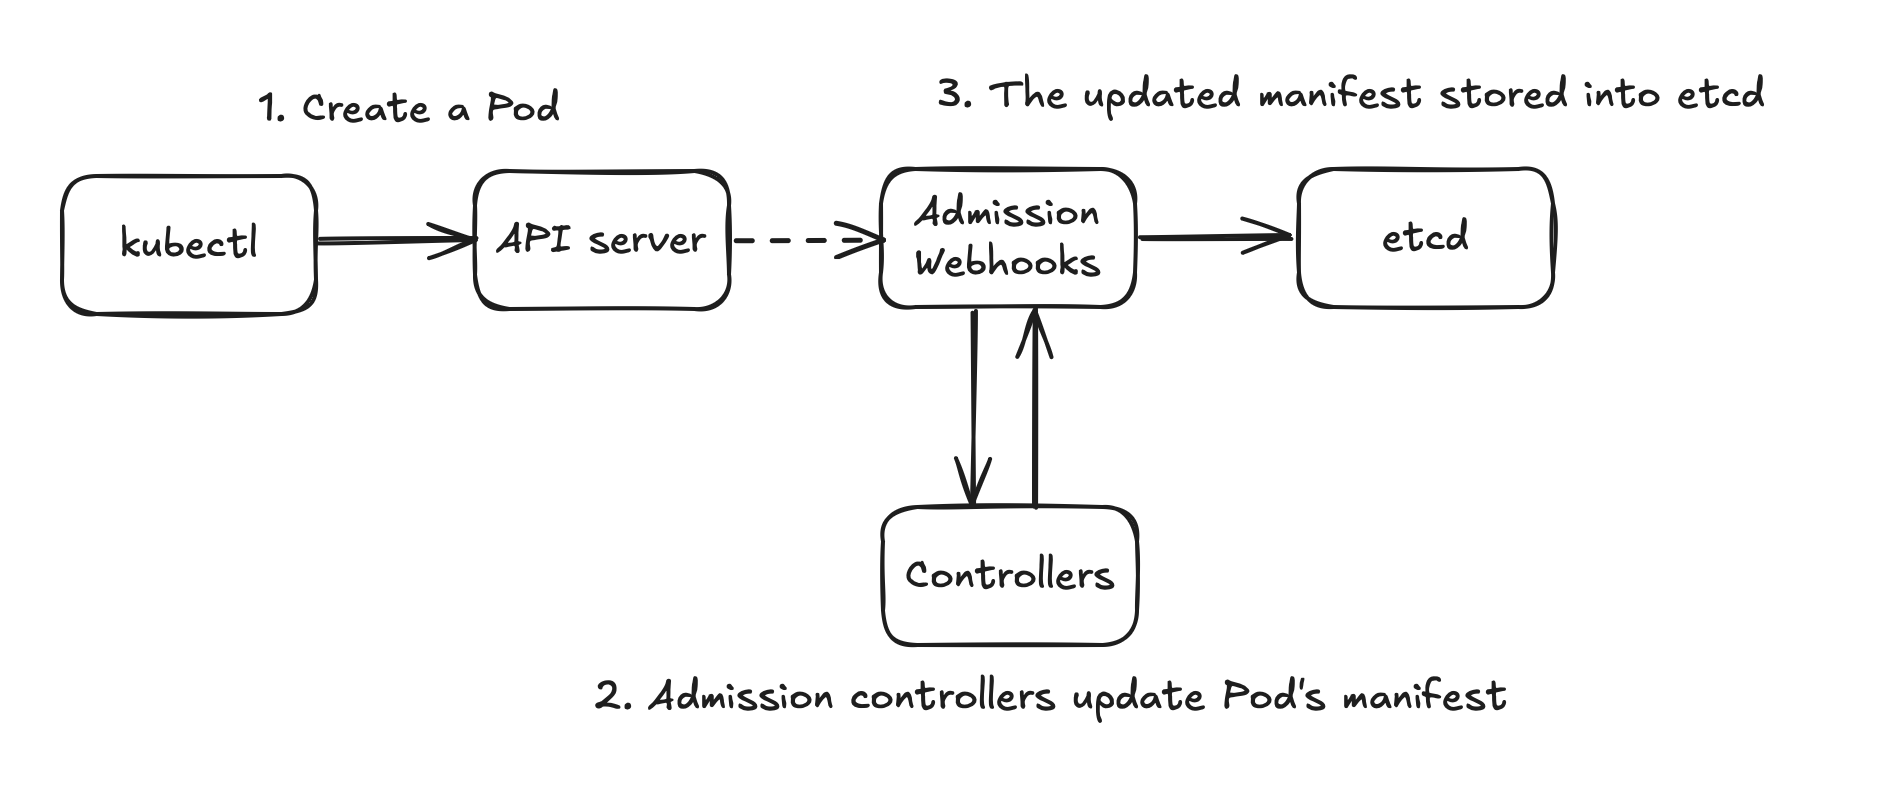 1. Create a Pod
3. The updated manifest stored into etcd
kubectl
API server
Admission
Webhooks
etcd
Controllers
2. Admission controllers update Pod's manifest